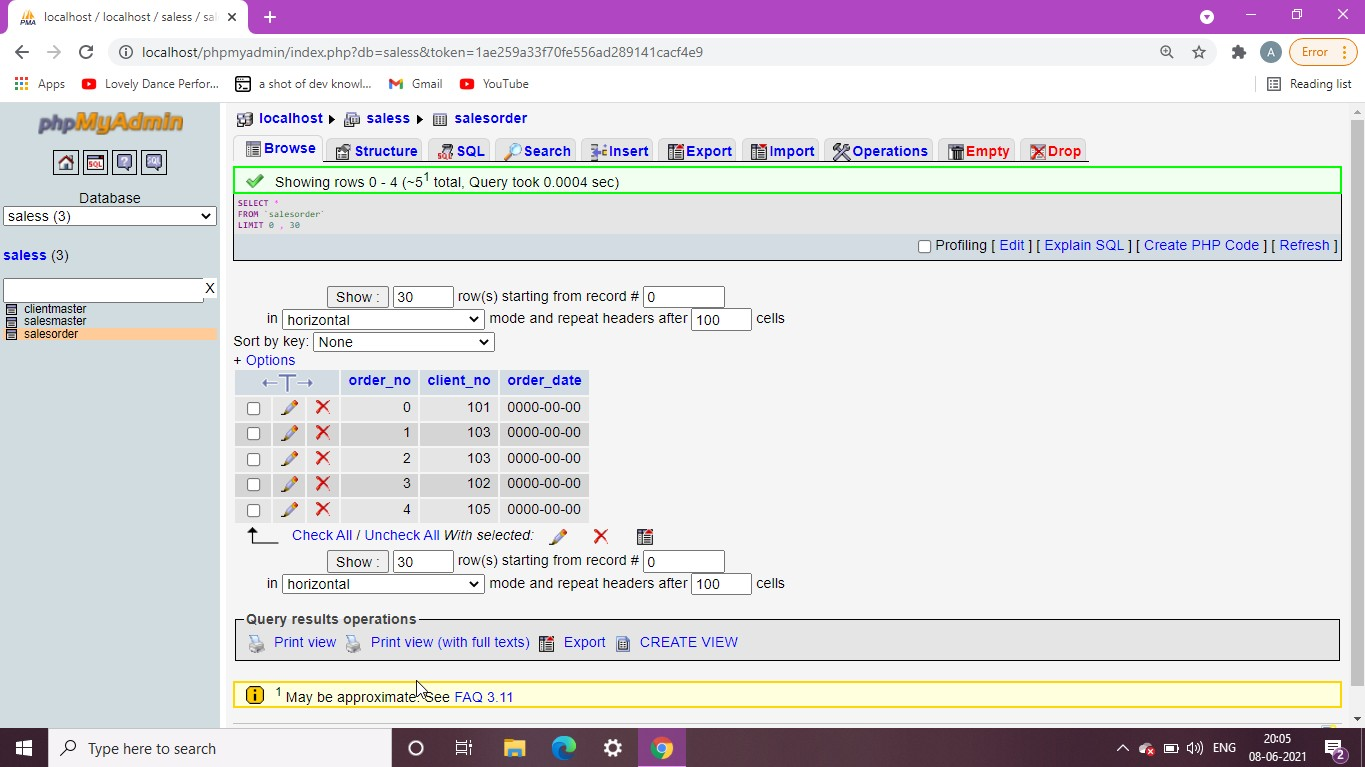 localhost / localhost / saless / sal
localhost/phpmyadmin/index.php?db=saless&token=1ae259a33f70fe556ad289141cacf4e9
A
Error
Apps
Lovely Dance Perfor...
a shot of dev knowl...
Gmail
YouTube
Reading list
phpMyAdmin
SQL
Database
saless (3)
saless (3)
X
clientmaster
salesmaster
salesorder
localhost
saless
salesorder
Browse
Structure
SQL
Search
Insert
Export
Import
Operations
Empty
Drop
Showing rows 0 - 4 (~5¹ total, Query took 0.0004 sec)
SELECT *
FROM `salesorder`
LIMIT 0 , 30
Profiling [ Edit ] [ Explain SQL ] [ Create PHP Code ] [ Refresh ]
Show : 30 row(s) starting from record # 0
in horizontal mode and repeat headers after 100 cells
Sort by key: None
+ Options
←T→ order_no client_no order_date
0 101 0000-00-00
1 103 0000-00-00
2 103 0000-00-00
3 102 0000-00-00
4 105 0000-00-00
Check All / Uncheck All With selected:
Show : 30 row(s) starting from record # 0
in horizontal mode and repeat headers after 100 cells
Query results operations
Print view
Print view (with full texts)
Export
CREATE VIEW
¹ May be approximate. See FAQ 3.11
Type here to search
ENG
20:05
08-06-2021
2